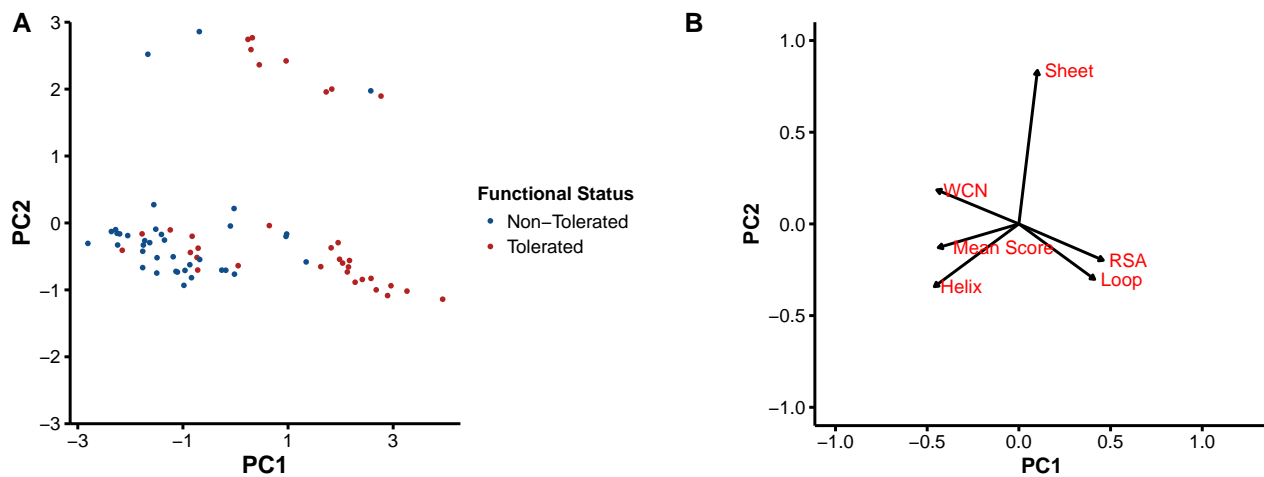 A
3
2
1
0
−1
−2
−3
PC2
−3
−1
1
3
PC1
Functional Status
Non−Tolerated
Tolerated
B
1.0
0.5
0.0
−0.5
−1.0
PC2
Sheet
WCN
Mean Score
RSA
Helix
Loop
−1.0
−0.5
0.0
0.5
1.0
PC1